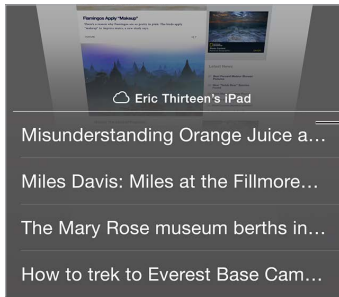 Flamingos Apply "Makeup"
Eric Thirteen's iPad
Misunderstanding Orange Juice a...
Miles Davis: Miles at the Fillmore...
The Mary Rose museum berths in...
How to trek to Everest Base Cam...